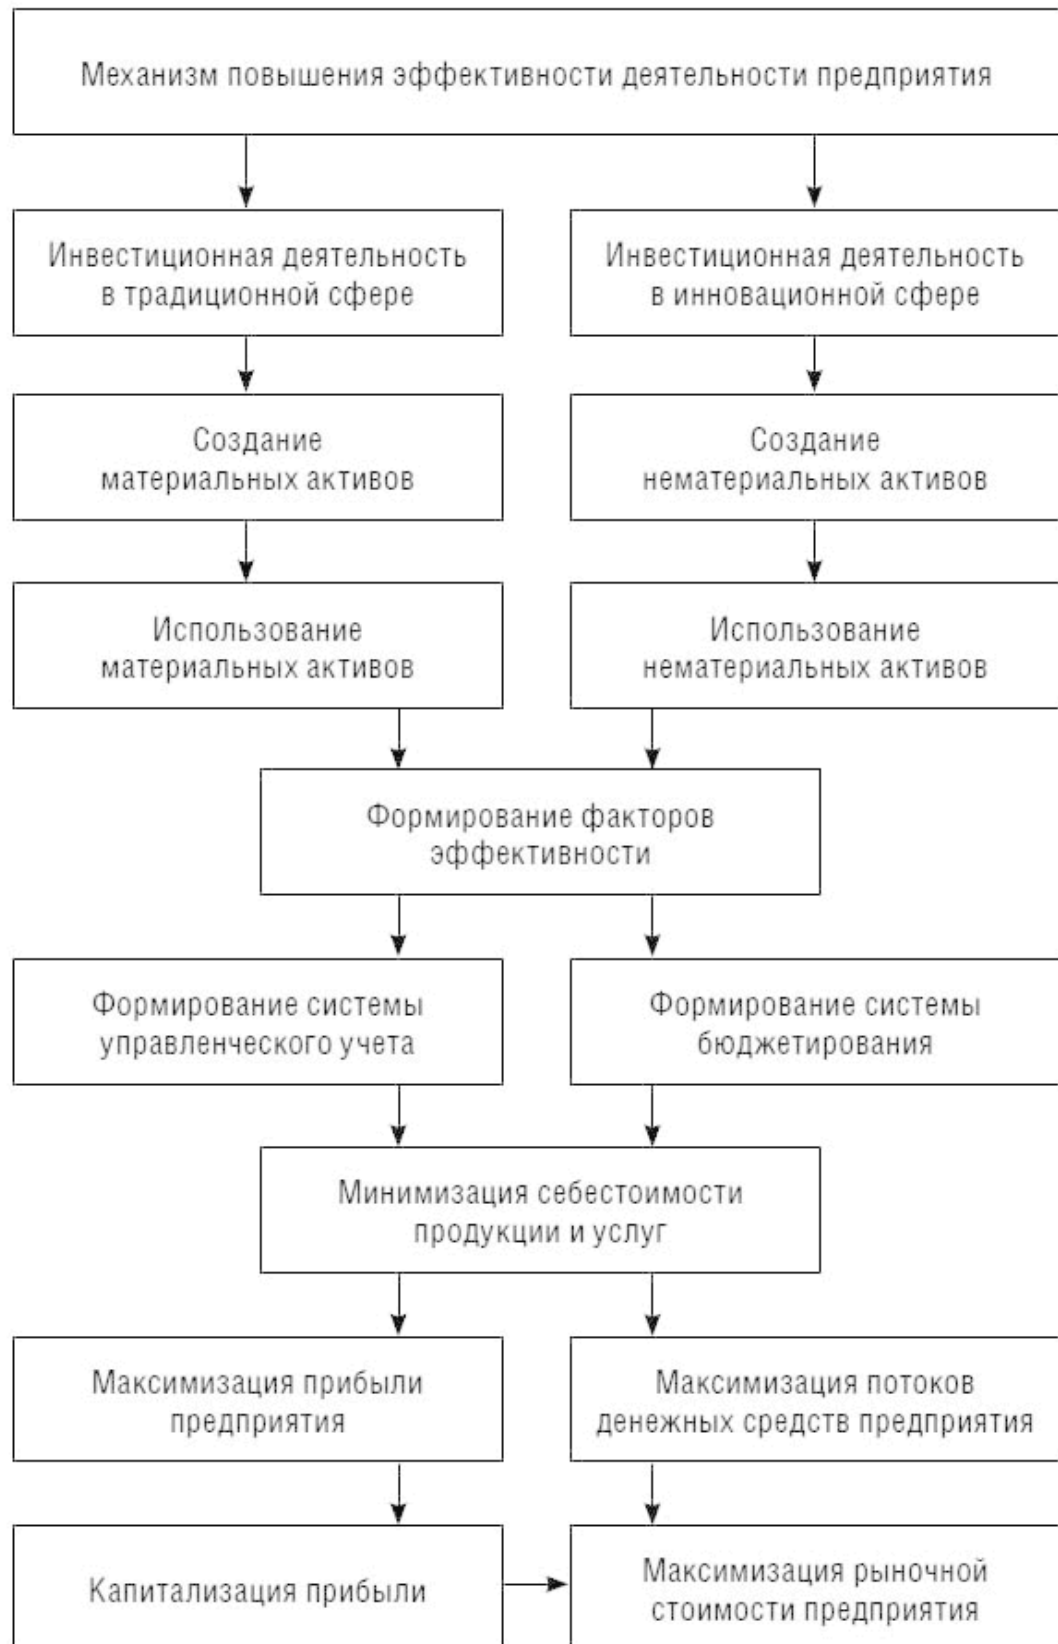 Механизм повышения эффективности деятельности предприятия
Инвестиционная деятельность
в традиционной сфере
Инвестиционная деятельность
в инновационной сфере
Создание
материальных активов
Создание
нематериальных активов
Использование
материальных активов
Использование
нематериальных активов
Формирование факторов
эффективности
Формирование системы
управленческого учета
Формирование системы
бюджетирования
Минимизация себестоимости
продукции и услуг
Максимизация прибыли
предприятия
Максимизация потоков
денежных средств предприятия
Капитализация прибыли
Максимизация рыночной
стоимости предприятия